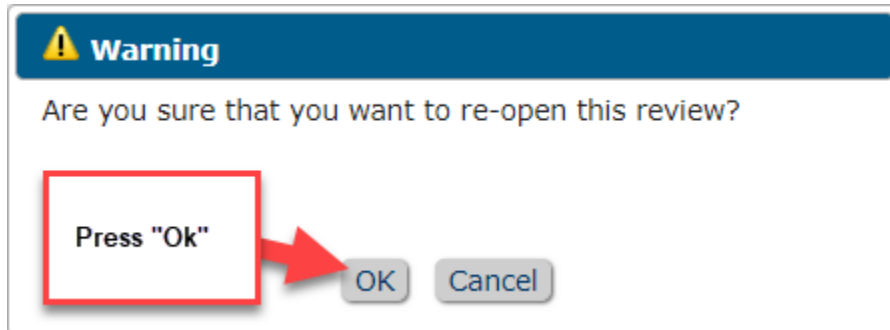 Warning
Are you sure that you want to re-open this review?
Press "Ok"
OK Cancel